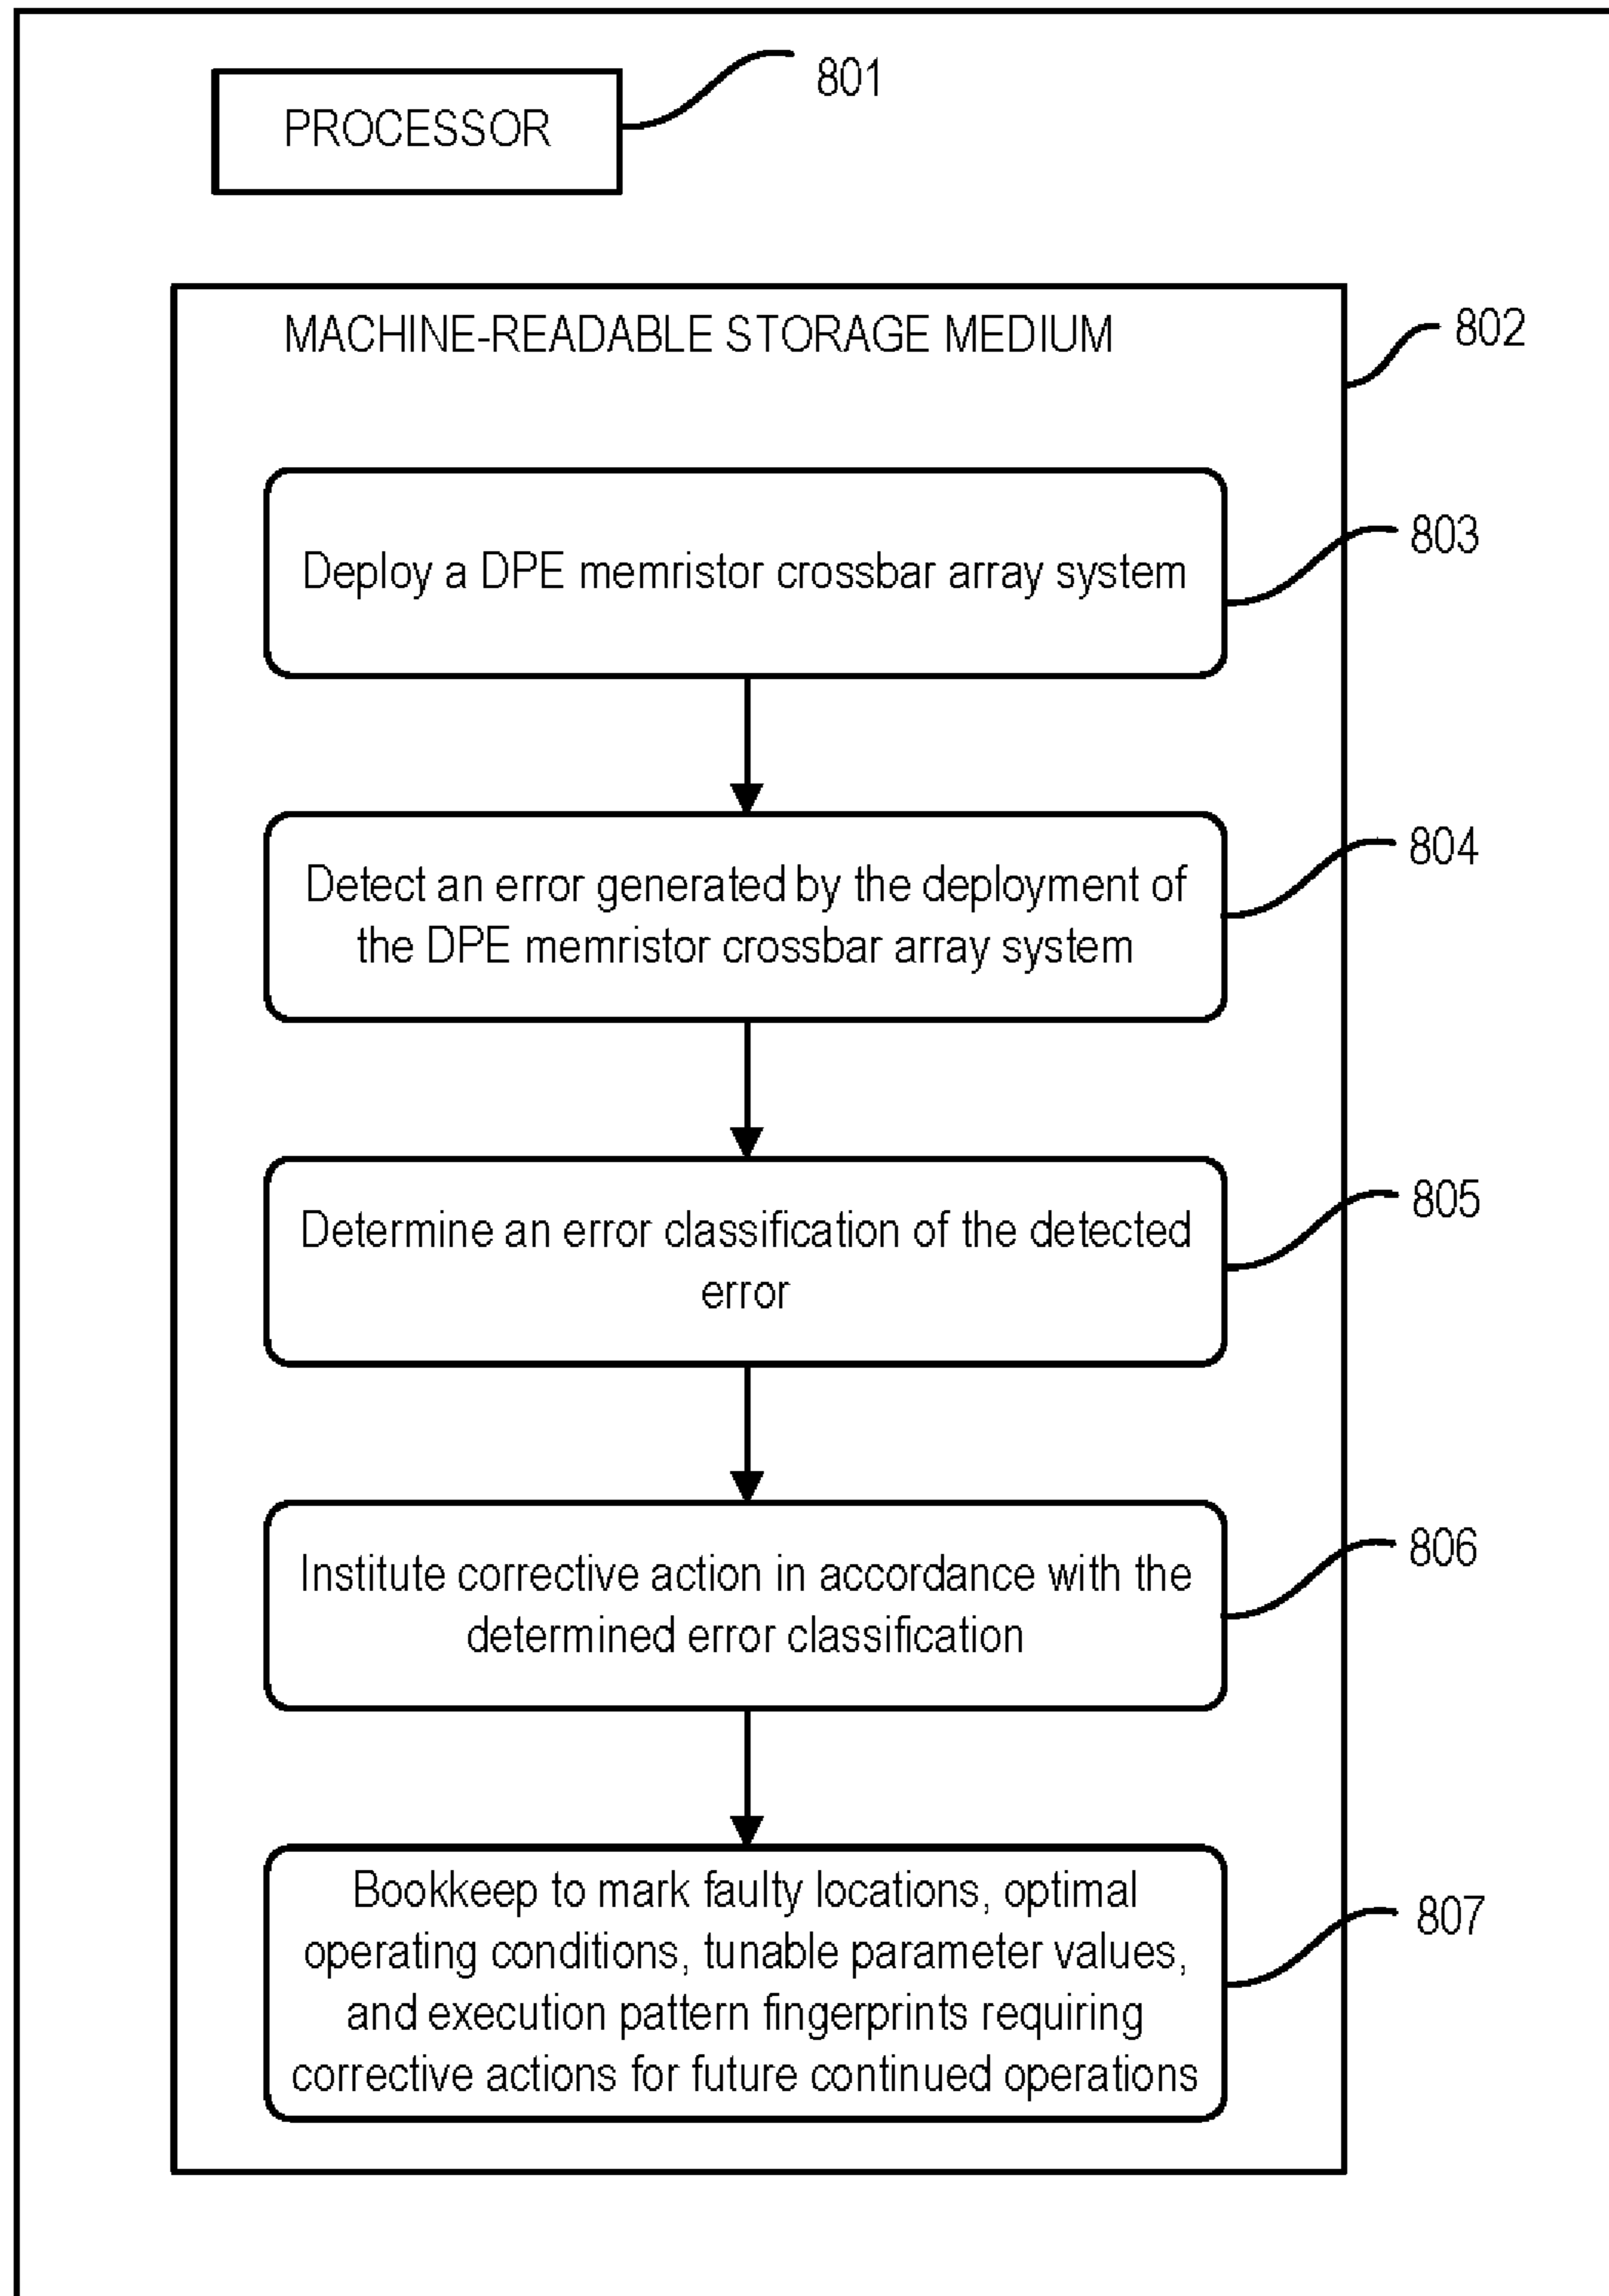 PROCESSOR
801
MACHINE-READABLE STORAGE MEDIUM
802
Deploy a DPE memristor crossbar array system
803
Detect an error generated by the deployment of
the DPE memristor crossbar array system
804
Determine an error classification of the detected
error
805
Institute corrective action in accordance with the
determined error classification
806
Bookkeep to mark faulty locations, optimal
operating conditions, tunable parameter values,
and execution pattern fingerprints requiring
corrective actions for future continued operations
807